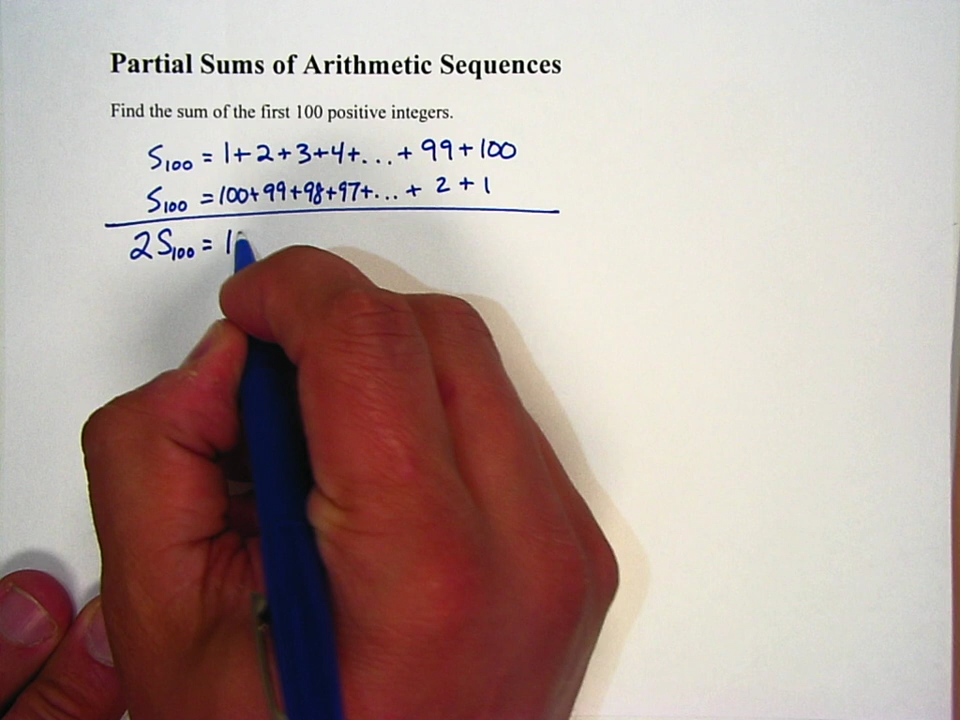 Partial Sums of Arithmetic Sequences
Find the sum of the first 100 positive integers.
S₁₀₀ = 1+2+3+4+...+ 99+100
S₁₀₀ = 100+99+98+97+...+ 2+1
2S₁₀₀ = 1